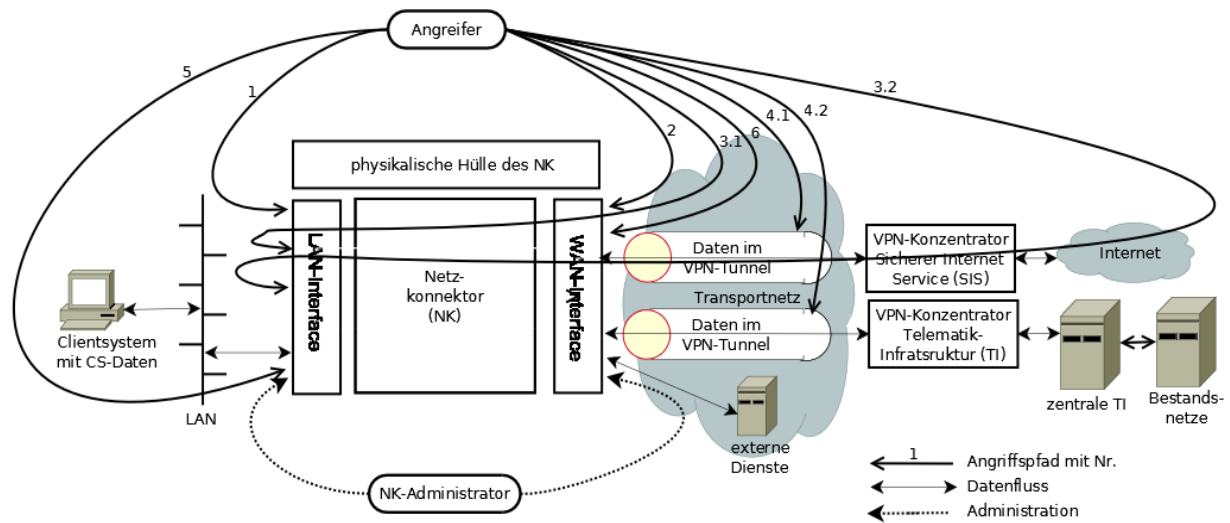 Angreifer
5
1
2
3.1
6
4.1
4.2
3.2
physikalische Hülle des NK
LAN-Interface
Netz-
konnektor
(NK)
WAN-Interface
Daten im
VPN-Tunnel
Transportnetz
Daten im
VPN-Tunnel
VPN-Konzentrator
Sicherer Internet
Service (SIS)
Internet
VPN-Konzentrator
Telematik-
Infratsruktur (TI)
Clientsystem
mit CS-Daten
LAN
externe
Dienste
zentrale TI
Bestands-
netze
NK-Administrator
1
Angriffspfad mit Nr.
Datenfluss
Administration